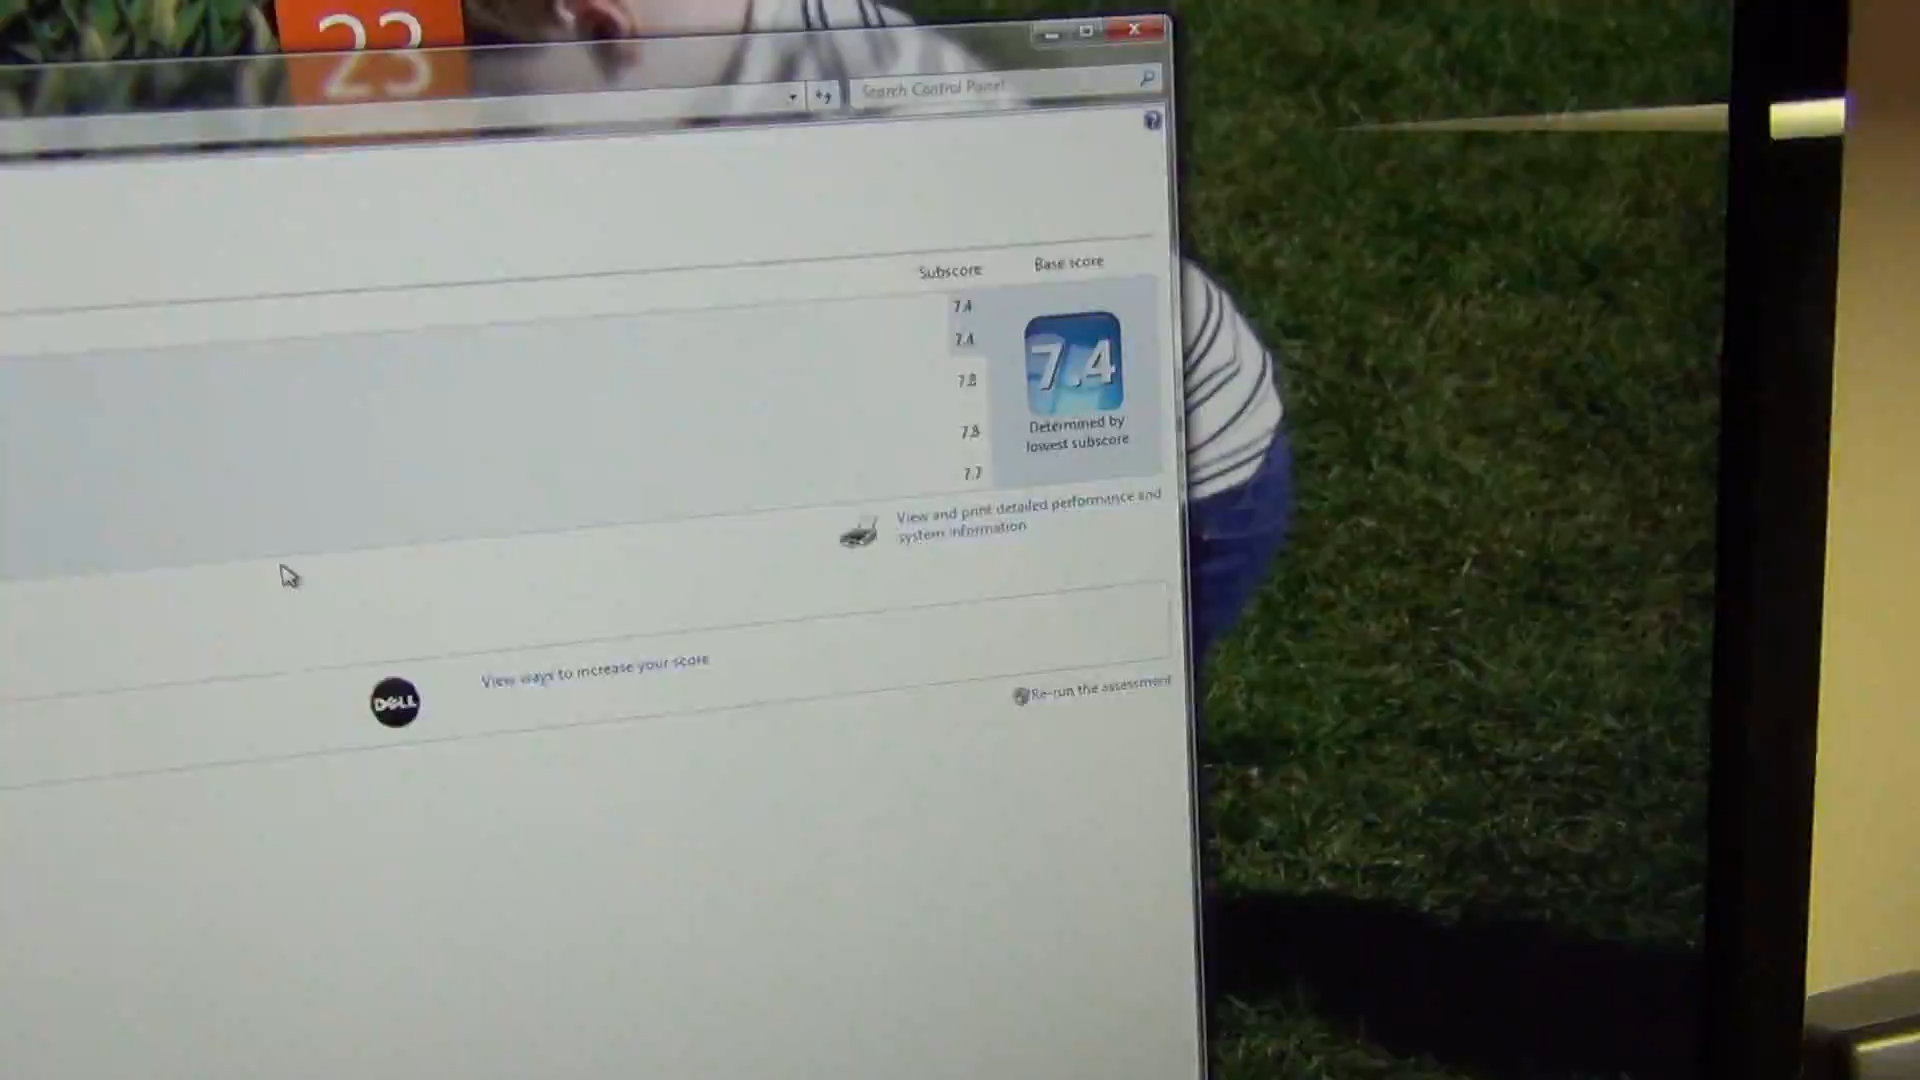 23
Search Control Panel
Subscore
Base score
7.4
7.4
7.8
7.8
7.7
7.4
Determined by
lowest subscore
View and print detailed performance and
system information
DELL
View ways to increase your score
Re-run the assessment